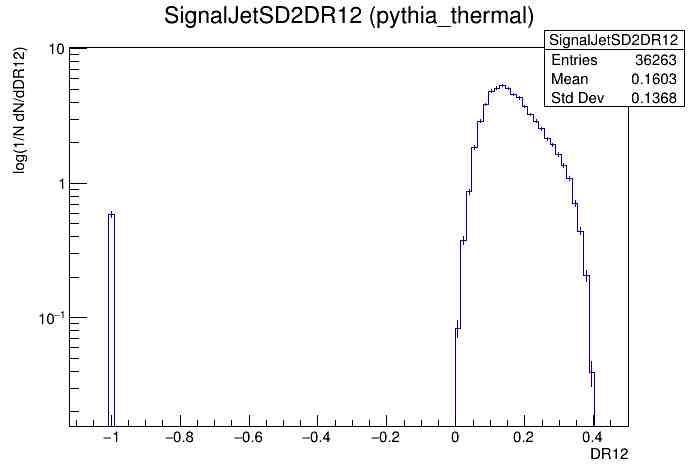 SignalJetSD2DR12 (pythia_thermal)
SignalJetSD2DR12
Entries 36263
Mean 0.1603
Std Dev 0.1368
log(1/N dN/dDR12)
10
1
10⁻¹
−1 −0.8 −0.6 −0.4 −0.2 0 0.2 0.4
DR12